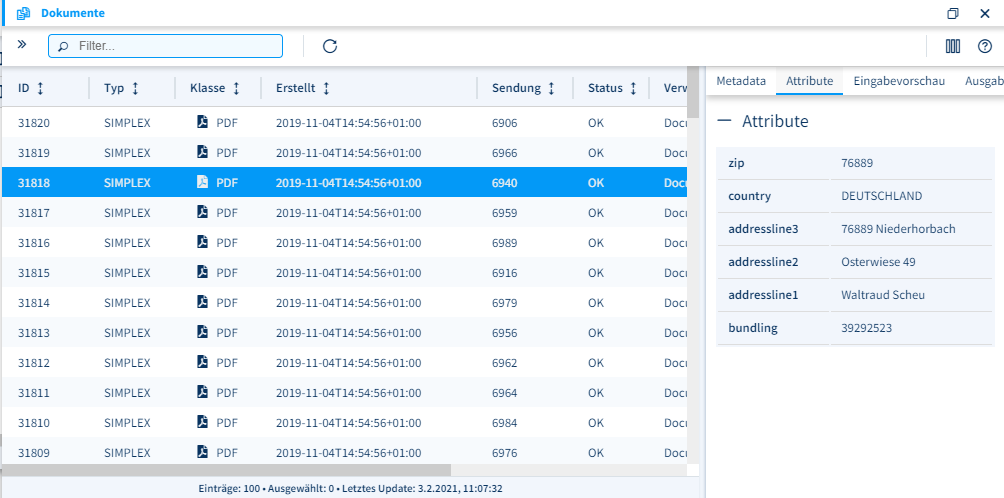 Dokumente
Filter...
ID Typ Klasse Erstellt Sendung Status Verw
31820 SIMPLEX PDF 2019-11-04T14:54:56+01:00 6906 OK Docu
31819 SIMPLEX PDF 2019-11-04T14:54:56+01:00 6966 OK Docu
31818 SIMPLEX PDF 2019-11-04T14:54:56+01:00 6940 OK Docu
31817 SIMPLEX PDF 2019-11-04T14:54:56+01:00 6959 OK Docu
31816 SIMPLEX PDF 2019-11-04T14:54:56+01:00 6989 OK Docu
31815 SIMPLEX PDF 2019-11-04T14:54:56+01:00 6916 OK Docu
31814 SIMPLEX PDF 2019-11-04T14:54:56+01:00 6979 OK Docu
31813 SIMPLEX PDF 2019-11-04T14:54:56+01:00 6956 OK Docu
31812 SIMPLEX PDF 2019-11-04T14:54:56+01:00 6962 OK Docu
31811 SIMPLEX PDF 2019-11-04T14:54:56+01:00 6964 OK Docu
31810 SIMPLEX PDF 2019-11-04T14:54:56+01:00 6984 OK Docu
31809 SIMPLEX PDF 2019-11-04T14:54:56+01:00 6976 OK Docu
Einträge: 100 • Ausgewählt: 0 • Letztes Update: 3.2.2021, 11:07:32
Metadata Attribute Eingabevorschau Ausgab
Attribute
zip 76889
country DEUTSCHLAND
addressline3 76889 Niederhorbach
addressline2 Osterwiese 49
addressline1 Waltraud Scheu
bundling 39292523